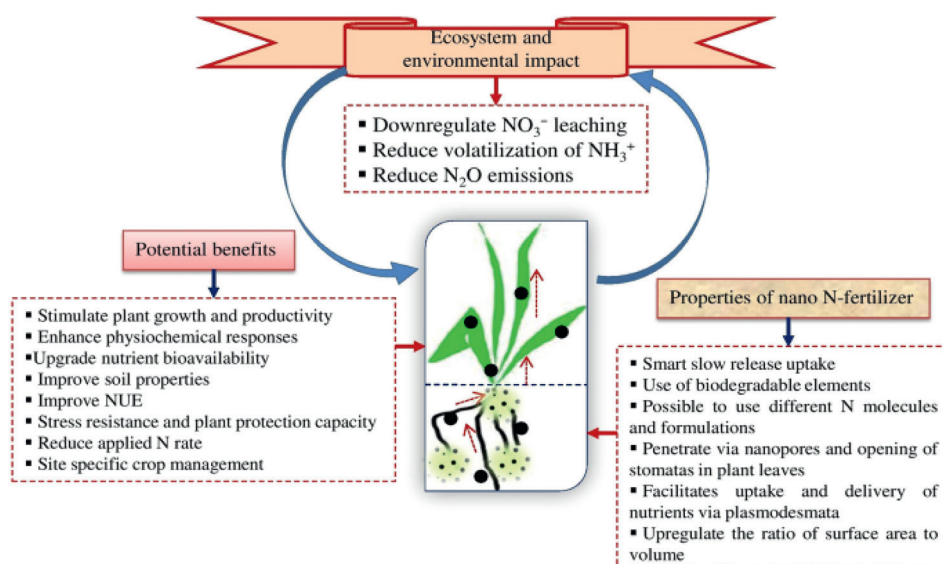 Ecosystem and
environmental impact
▪ Downregulate NO₃⁻ leaching
▪ Reduce volatilization of NH₃⁺
▪ Reduce N₂O emissions
Potential benefits
▪ Stimulate plant growth and productivity
▪ Enhance physiochemical responses
▪Upgrade nutrient bioavailability
▪ Improve soil properties
▪ Improve NUE
▪ Stress resistance and plant protection capacity
▪ Reduce applied N rate
▪ Site specific crop management
Properties of nano N-fertilizer
▪ Smart slow release uptake
▪ Use of biodegradable elements
▪ Possible to use different N molecules
and formulations
▪ Penetrate via nanopores and opening of
stomatas in plant leaves
▪ Facilitates uptake and delivery of
nutrients via plasmodesmata
▪ Upregulate the ratio of surface area to
volume